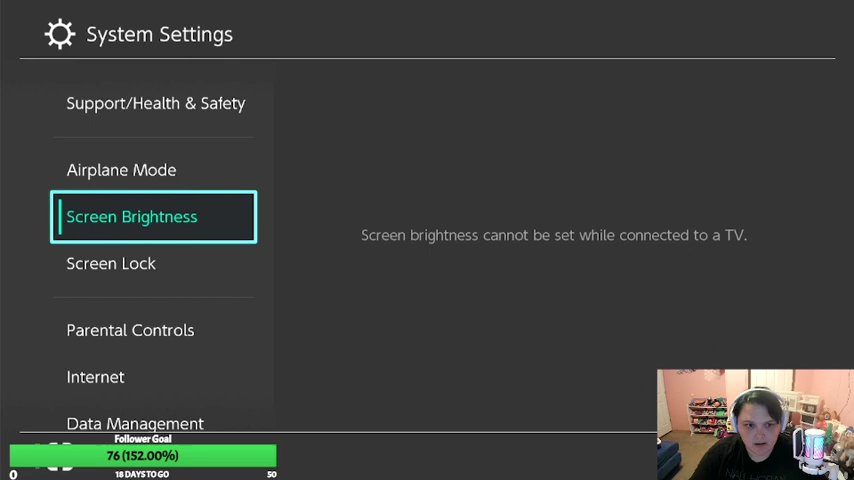 System Settings
Support/Health & Safety
Airplane Mode
Screen Brightness
Screen brightness cannot be set while connected to a TV.
Screen Lock
Parental Controls
Internet
Data Management
Follower Goal
76 (152.00%)
0 18 DAYS TO GO 50